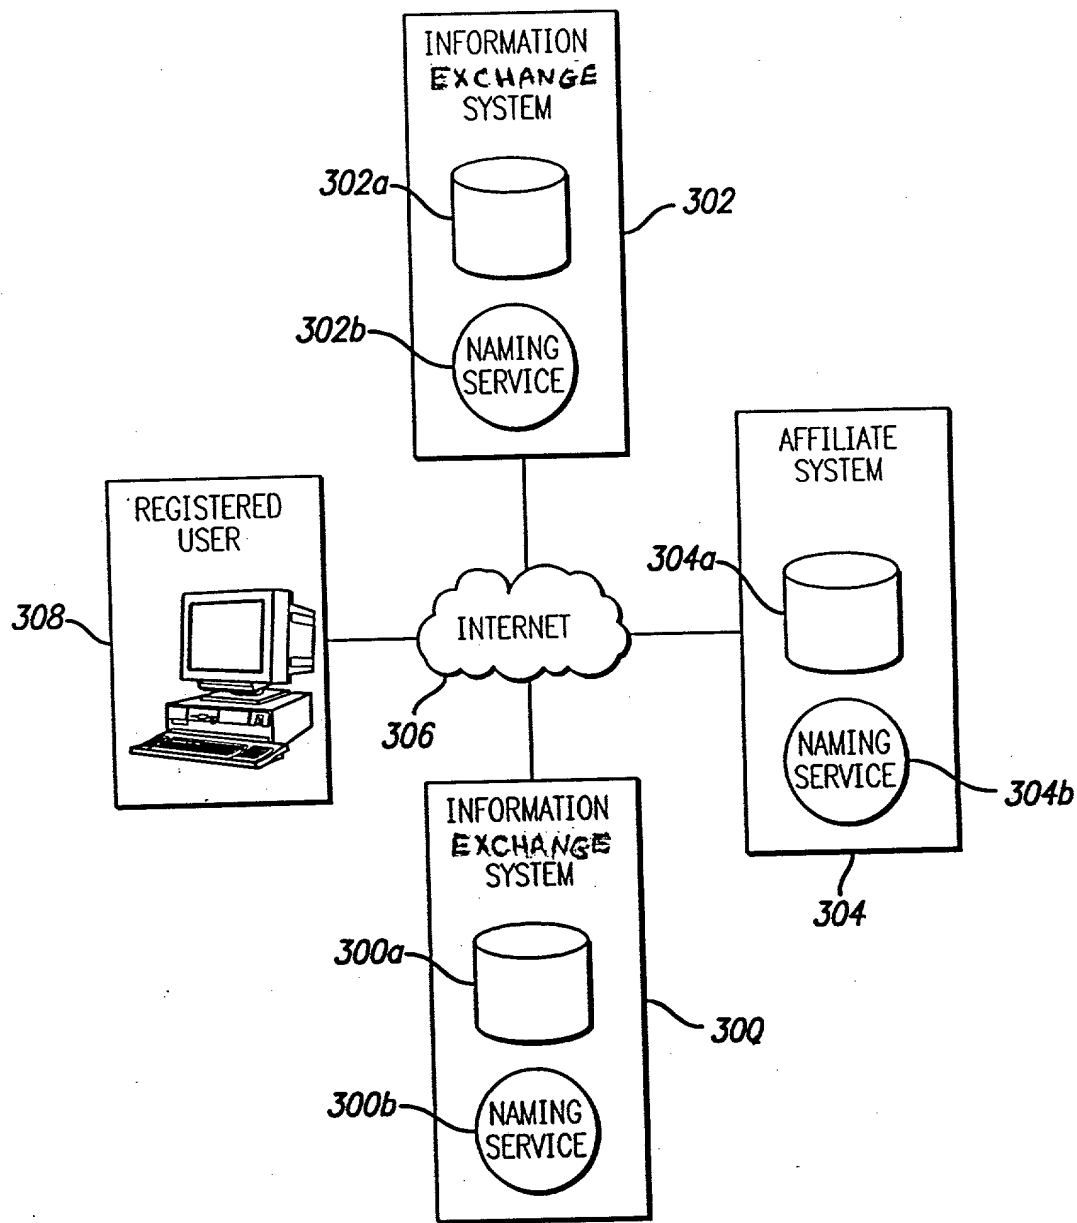 INFORMATION
EXCHANGE
SYSTEM
302a
302
302b
NAMING
SERVICE
AFFILIATE
SYSTEM
REGISTERED
USER
304a
308
INTERNET
306
NAMING
SERVICE
304b
INFORMATION
EXCHANGE
SYSTEM
304
300a
300
300b
NAMING
SERVICE